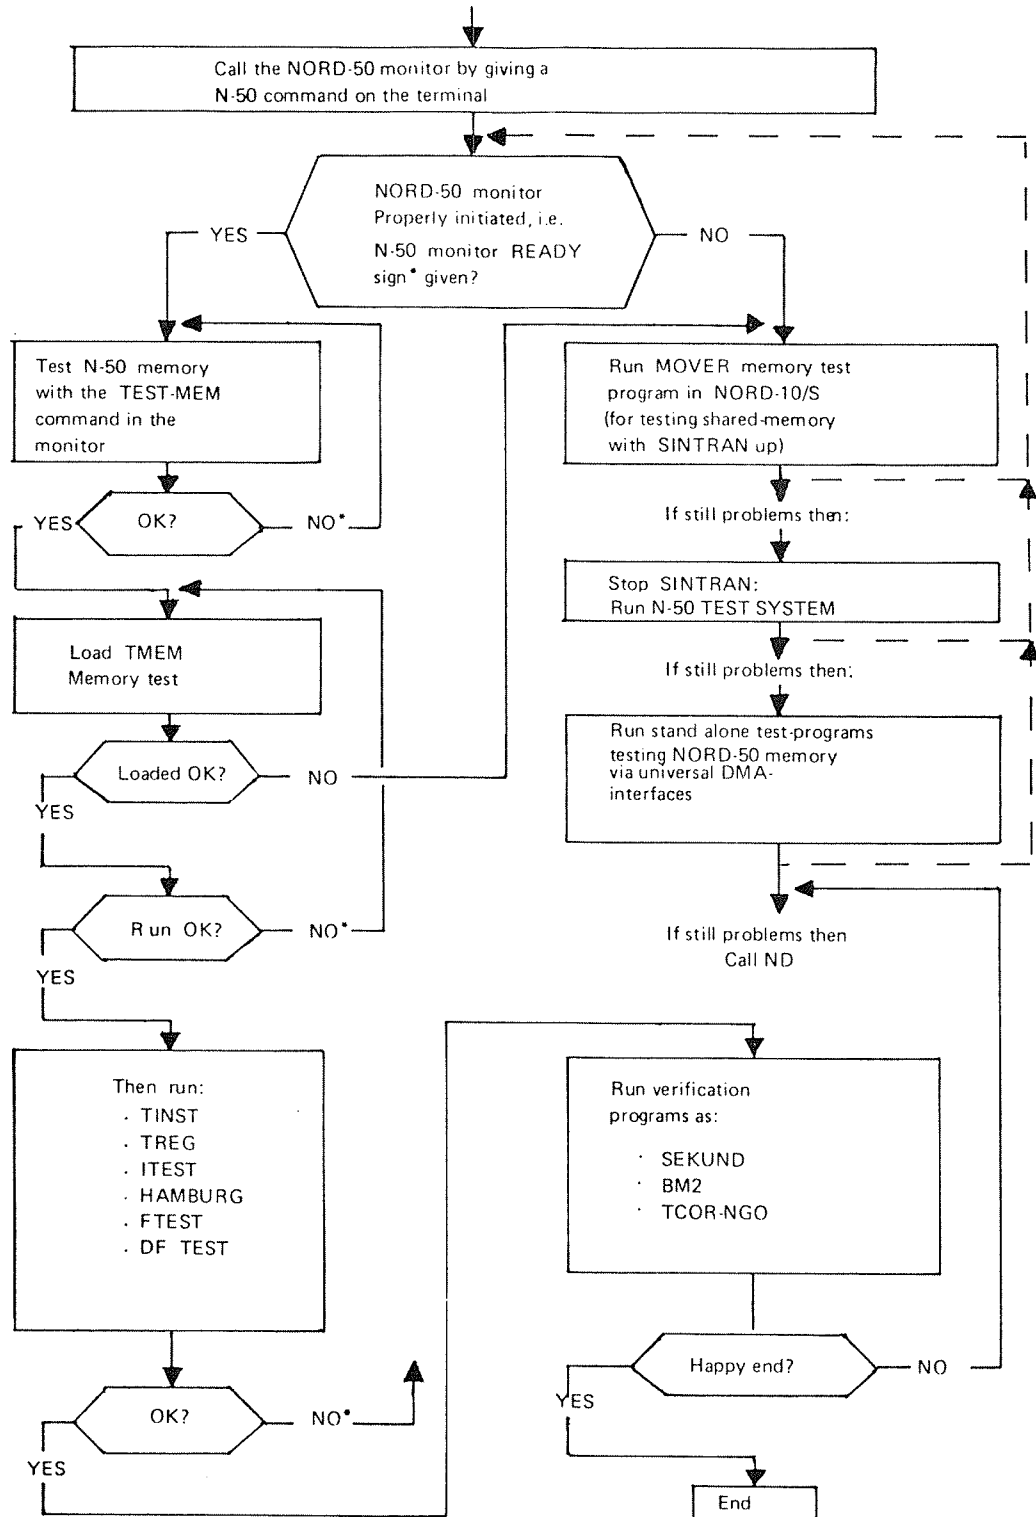 Call the NORD-50 monitor by giving a
N-50 command on the terminal
NORD-50 monitor
Properly initiated, i.e.
N-50 monitor READY
sign* given?
YES
NO
Test N-50 memory
with the TEST-MEM
command in the
monitor
OK?
YES
NO*
Load TMEM
Memory test
Loaded OK?
NO
YES
Run OK?
NO*
YES
Then run:
. TINST
. TREG
. ITEST
. HAMBURG
. FTEST
. DF TEST
OK?
NO*
YES
Run MOVER memory test
program in NORD-10/S
(for testing shared-memory
with SINTRAN up)
If still problems then:
Stop SINTRAN:
Run N-50 TEST SYSTEM
If still problems then:
Run stand alone test-programs
testing NORD-50 memory
via universal DMA-
interfaces
If still problems then
Call ND
Run verification
programs as:
· SEKUND
· BM2
· TCOR-NGO
Happy end?
NO
YES
End